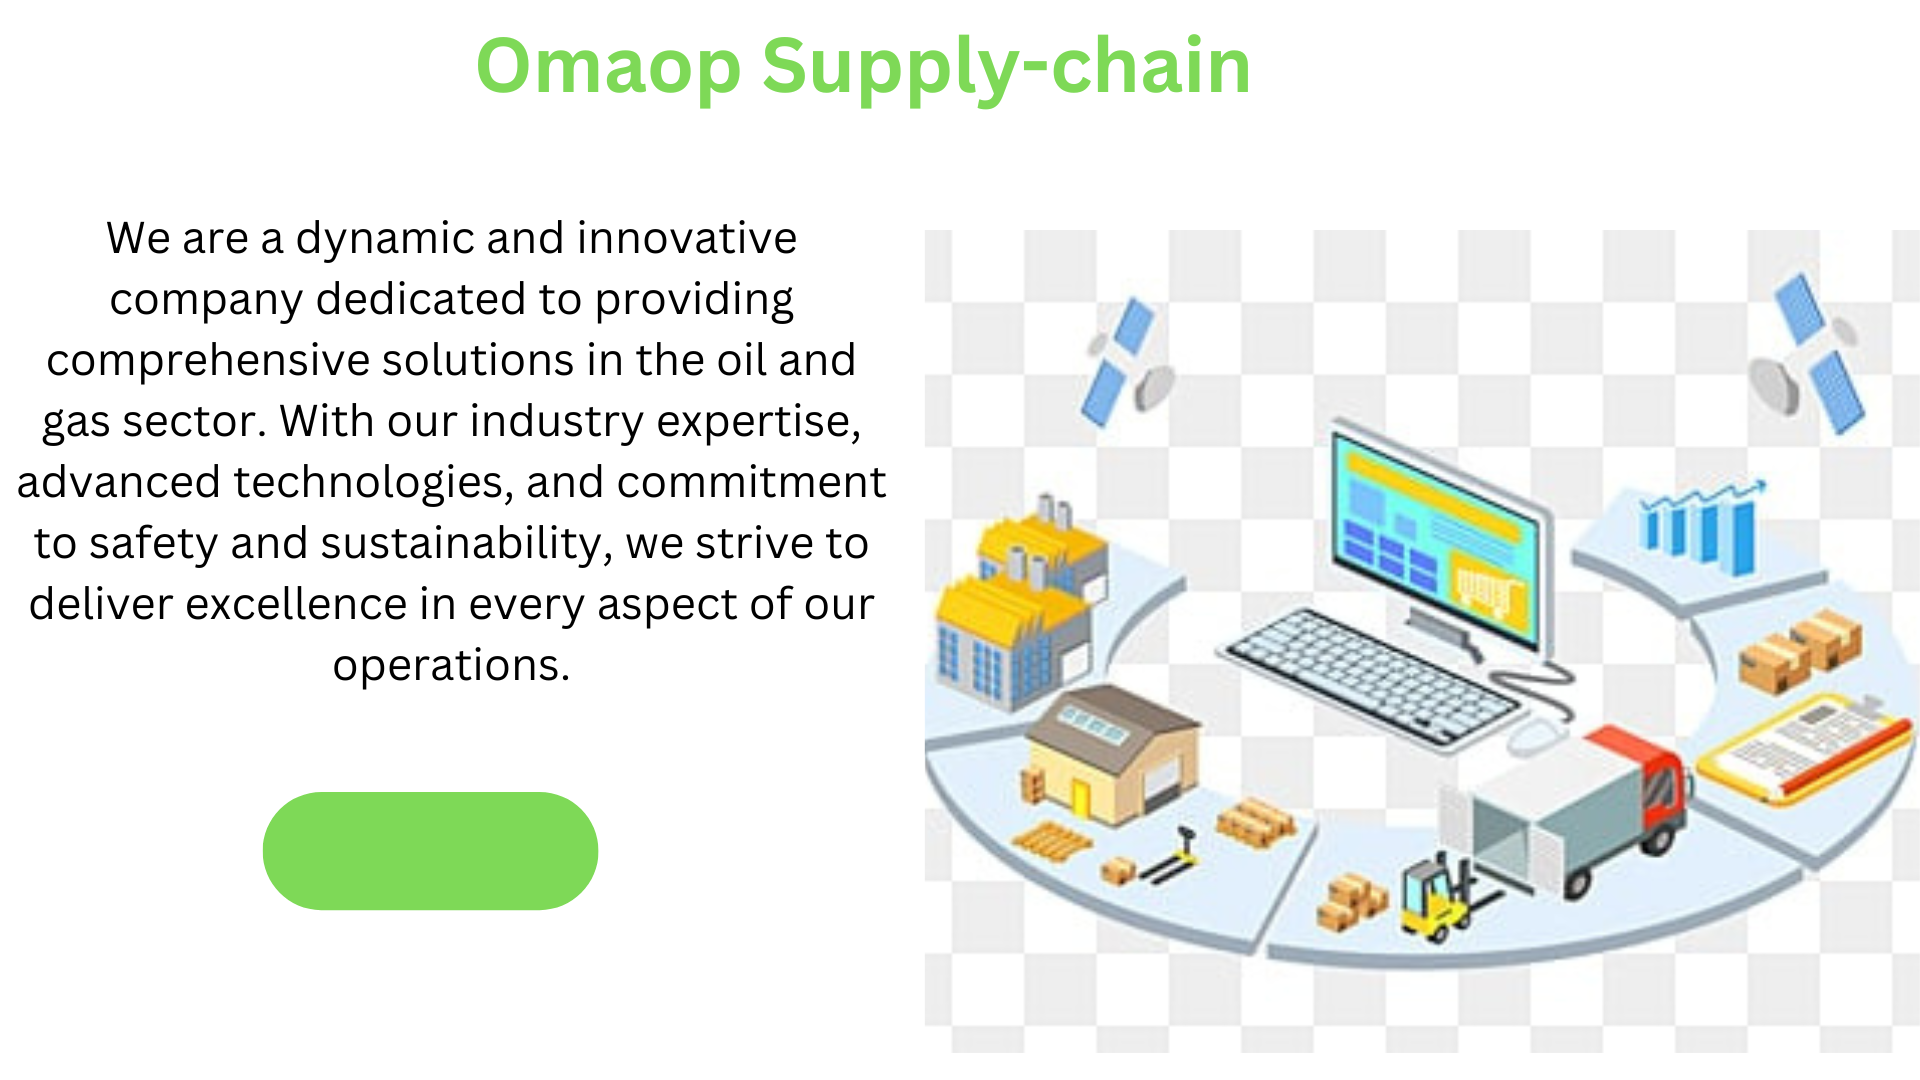 Omaop Supply-chain
We are a dynamic and innovative
company dedicated to providing
comprehensive solutions in the oil and
gas sector. With our industry expertise,
advanced technologies, and commitment
to safety and sustainability, we strive to
deliver excellence in every aspect of our
operations.